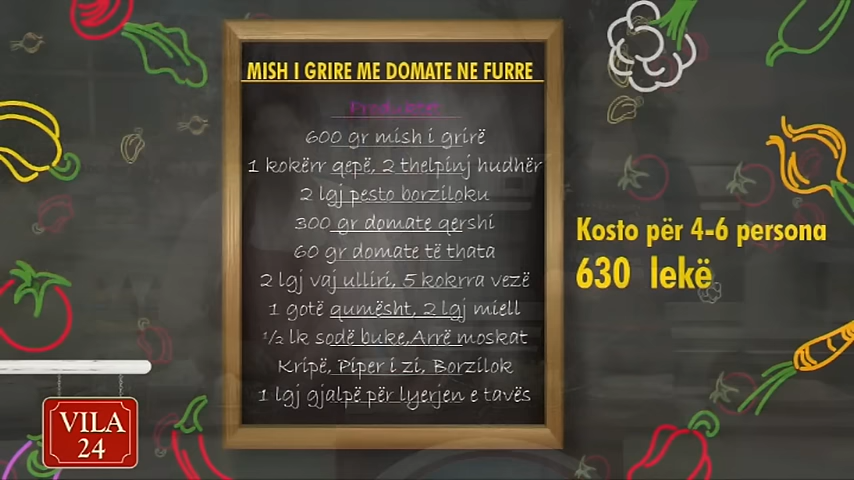 MISH I GRIRE ME DOMATE NE FURRE
600 gr mish i grirë
1 kokërr qepë, 2 thelpinj hudhër
2 lgj pesto borziloku
300 gr domate qershi
60 gr domate të thata
2 lgj vaj ulliri, 5 kokrra vezë
1 gotë qumësht, 2 lgj miell
½ lk sodë buke,Arrë moskat
Kripë, Piper i zi, Borzilok
1 lgj gjalpë për lyerjen e tavës
Kosto për 4-6 persona
630 lekë
VILA
24